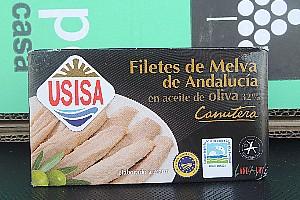 casa
USISA
Filetes de Melva
de Andalucía
en aceite de oliva
Canutera